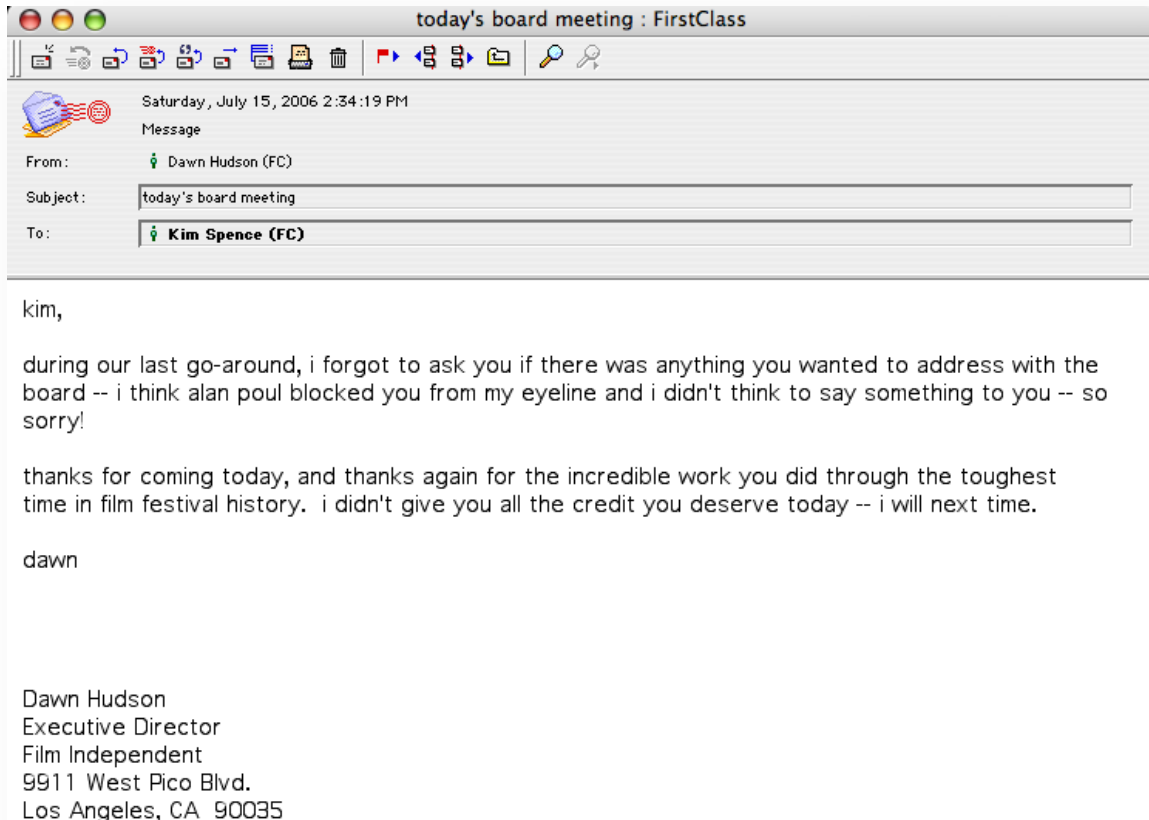 today's board meeting : FirstClass
Saturday, July 15, 2006 2:34:19 PM
Message
From: Dawn Hudson (FC)
Subject: today's board meeting
To: Kim Spence (FC)
kim,
during our last go-around, i forgot to ask you if there was anything you wanted to address with the
board -- i think alan poul blocked you from my eyeline and i didn't think to say something to you -- so
sorry!
thanks for coming today, and thanks again for the incredible work you did through the toughest
time in film festival history.  i didn't give you all the credit you deserve today -- i will next time.
dawn
Dawn Hudson
Executive Director
Film Independent
9911 West Pico Blvd.
Los Angeles, CA  90035